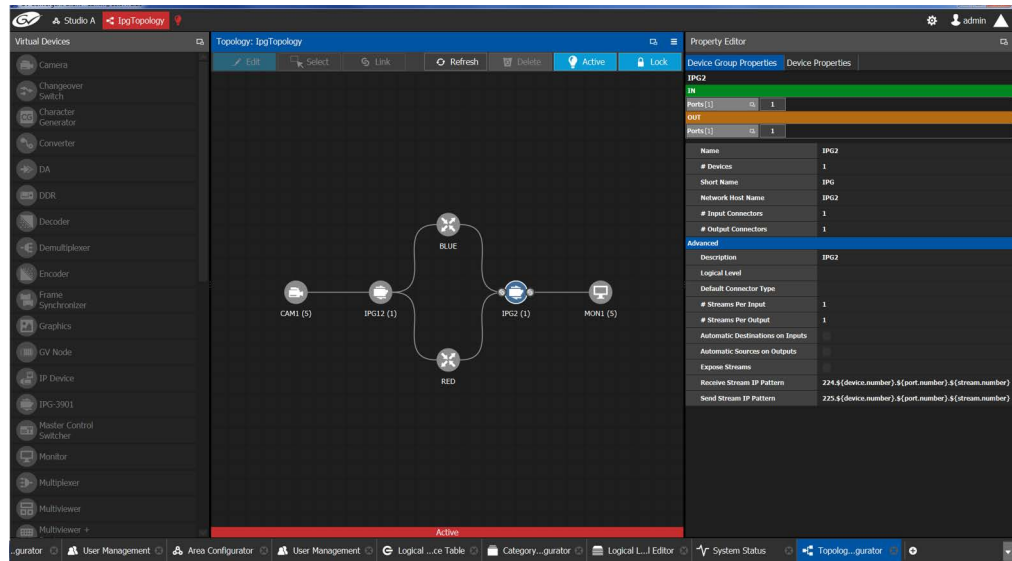 GV Studio A IpgTopology admin
Virtual Devices
Camera
Changeover
Switch
Character
Generator
Converter
DA
DDR
Decoder
Demultiplexer
Encoder
Frame
Synchronizer
Graphics
GV Node
IP Device
IPG-3901
Master Control
Switcher
Monitor
Multiplexer
Multiviewer
Multiviewer +
Topology: IpgTopology
Edit Select Link Refresh Delete Active Lock
BLUE
CAM1 (5) IPG12 (1) IPG2 (1) MON1 (5)
RED
Active
Property Editor
Device Group Properties Device Properties
IPG2
IN
Ports [1] 1
OUT
Ports [1] 1
Name IPG2
# Devices 1
Short Name IPG
Network Host Name IPG2
# Input Connectors 1
# Output Connectors 1
Advanced
Description IPG2
Logical Level
Default Connector Type
# Streams Per Input 1
# Streams Per Output 1
Automatic Destinations on Inputs
Automatic Sources on Outputs
Expose Streams
Receive Stream IP Pattern 224.${device.number}.${port.number}.${stream.number}
Send Stream IP Pattern 225.${device.number}.${port.number}.${stream.number}
..gurator User Management Area Configurator User Management Logical ...ce Table Category...gurator Logical L...l Editor System Status Topolog...gurator